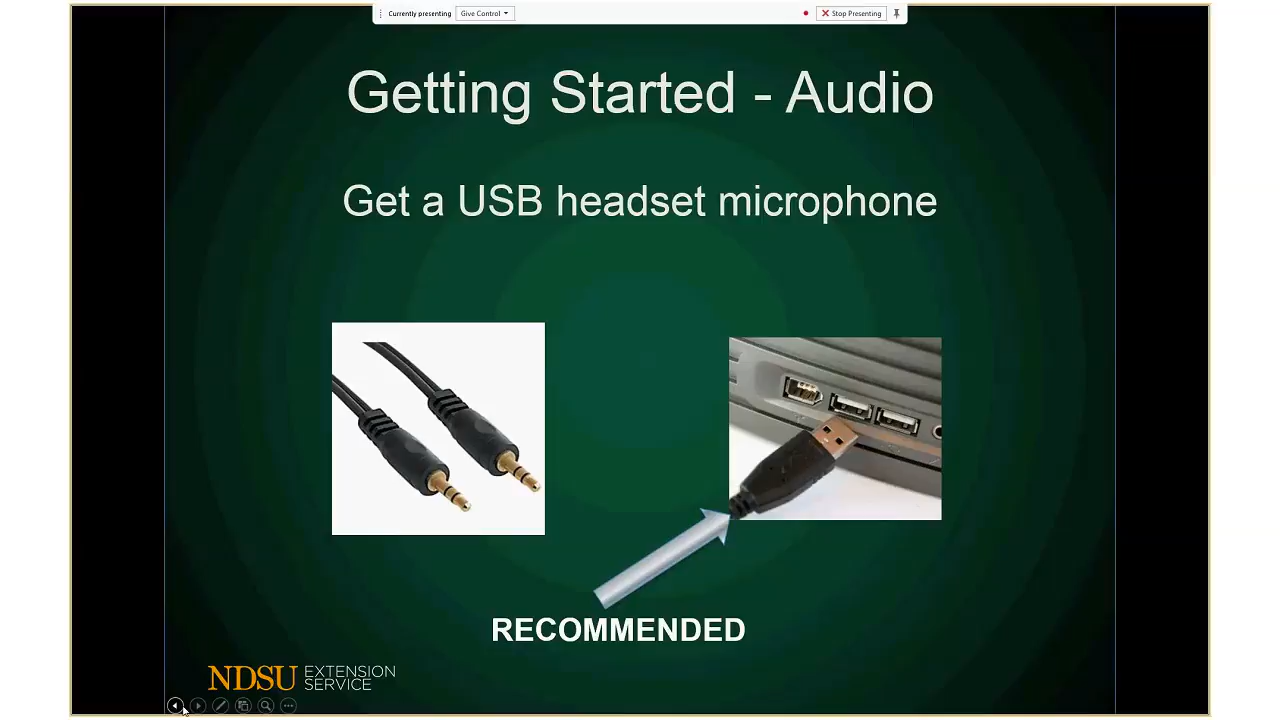 Currently presenting Give Control Stop Presenting
Getting Started - Audio
Get a USB headset microphone
RECOMMENDED
NDSU EXTENSION
SERVICE